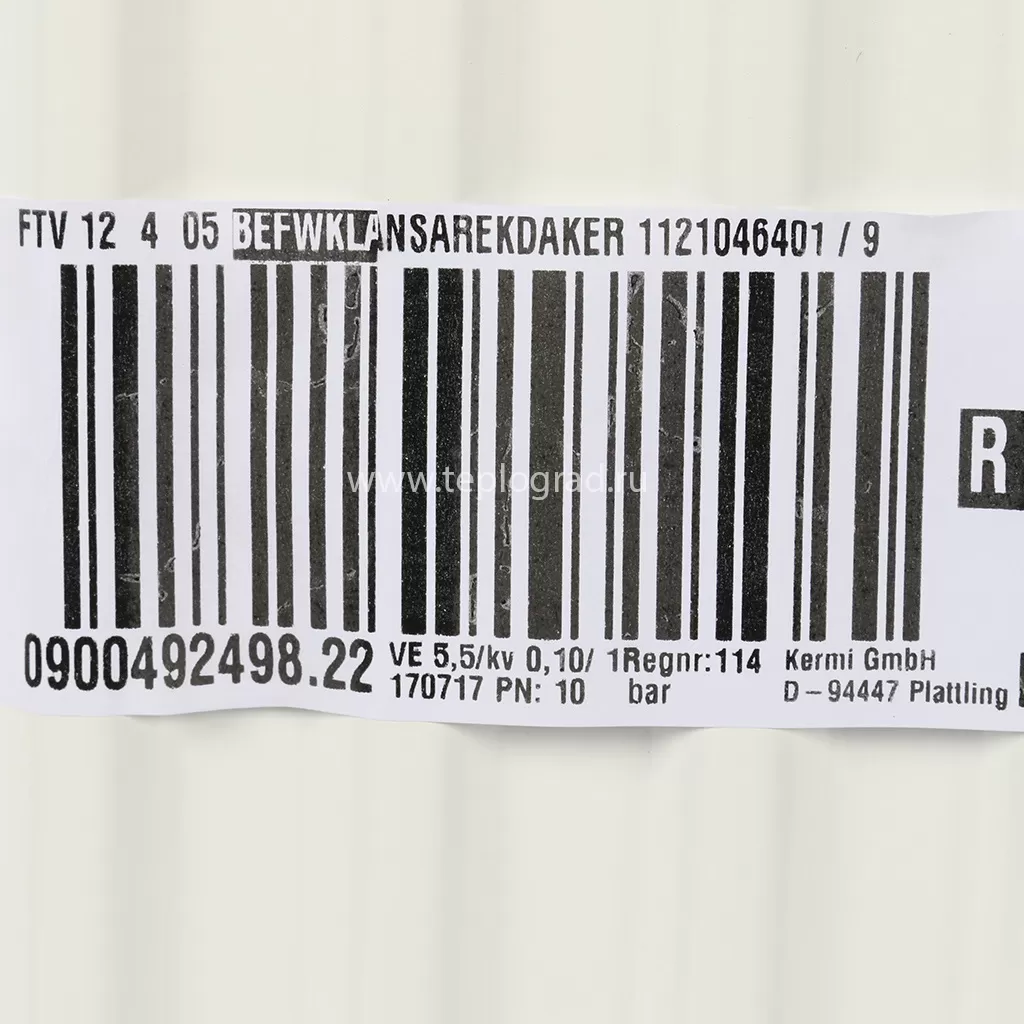 FTV 12 4 05 BEFWKLANSAREKDAKER 1121046401 / 9
R
www.teplograd.ru
0900492498.22
VE 5,5/kv 0,10/ 1Regnr:114
170717 PN: 10 bar
Kermi GmbH
D-94447 Plattling